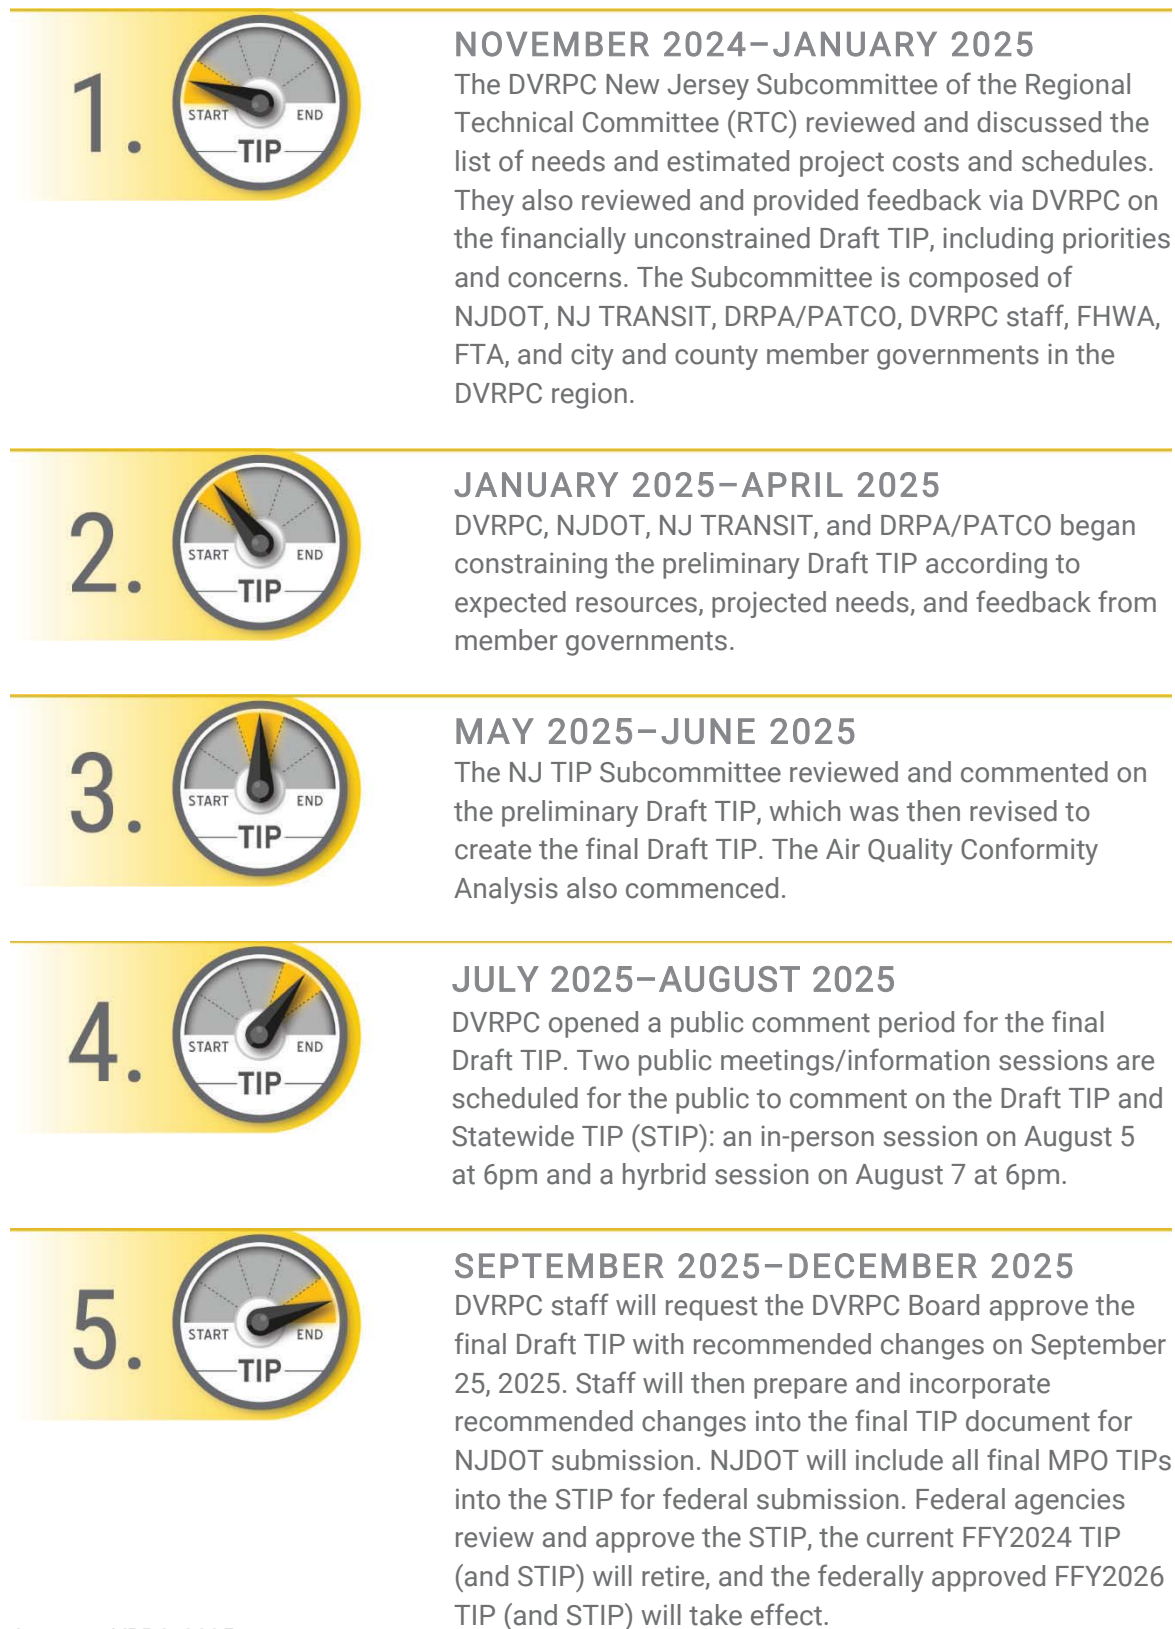 1.
START
END
TIP
NOVEMBER 2024–JANUARY 2025
The DVRPC New Jersey Subcommittee of the Regional
Technical Committee (RTC) reviewed and discussed the
list of needs and estimated project costs and schedules.
They also reviewed and provided feedback via DVRPC on
the financially unconstrained Draft TIP, including priorities
and concerns. The Subcommittee is composed of
NJDOT, NJ TRANSIT, DRPA/PATCO, DVRPC staff, FHWA,
FTA, and city and county member governments in the
DVRPC region.
2.
START
END
TIP
JANUARY 2025–APRIL 2025
DVRPC, NJDOT, NJ TRANSIT, and DRPA/PATCO began
constraining the preliminary Draft TIP according to
expected resources, projected needs, and feedback from
member governments.
3.
START
END
TIP
MAY 2025–JUNE 2025
The NJ TIP Subcommittee reviewed and commented on
the preliminary Draft TIP, which was then revised to
create the final Draft TIP. The Air Quality Conformity
Analysis also commenced.
4.
START
END
TIP
JULY 2025–AUGUST 2025
DVRPC opened a public comment period for the final
Draft TIP. Two public meetings/information sessions are
scheduled for the public to comment on the Draft TIP and
Statewide TIP (STIP): an in-person session on August 5
at 6pm and a hyrbrid session on August 7 at 6pm.
5.
START
END
TIP
SEPTEMBER 2025–DECEMBER 2025
DVRPC staff will request the DVRPC Board approve the
final Draft TIP with recommended changes on September
25, 2025. Staff will then prepare and incorporate
recommended changes into the final TIP document for
NJDOT submission. NJDOT will include all final MPO TIPs
into the STIP for federal submission. Federal agencies
review and approve the STIP, the current FFY2024 TIP
(and STIP) will retire, and the federally approved FFY2026
TIP (and STIP) will take effect.